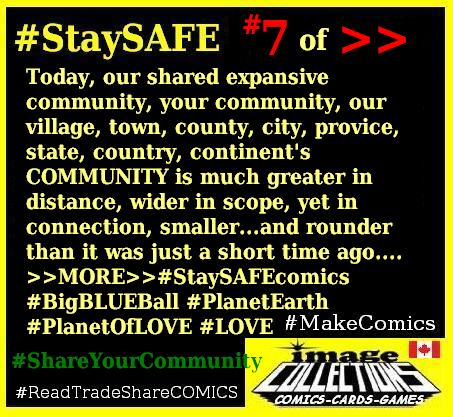 #StaySAFE #7 of >>
Today, our shared expansive
community, your community, our
village, town, county, city, provice,
state, country, continent's
COMMUNITY is much greater in
distance, wider in scope, yet in
connection, smaller...and rounder
than it was just a short time ago....
>>MORE>>#StaySAFEcomics
#BigBLUEBall #PlanetEarth
#PlanetOfLOVE #LOVE #MakeComics
#ShareYourCommunity
#ReadTradeShareCOMICS
image
COLLECTIONS
COMICS-CARDS-GAMES